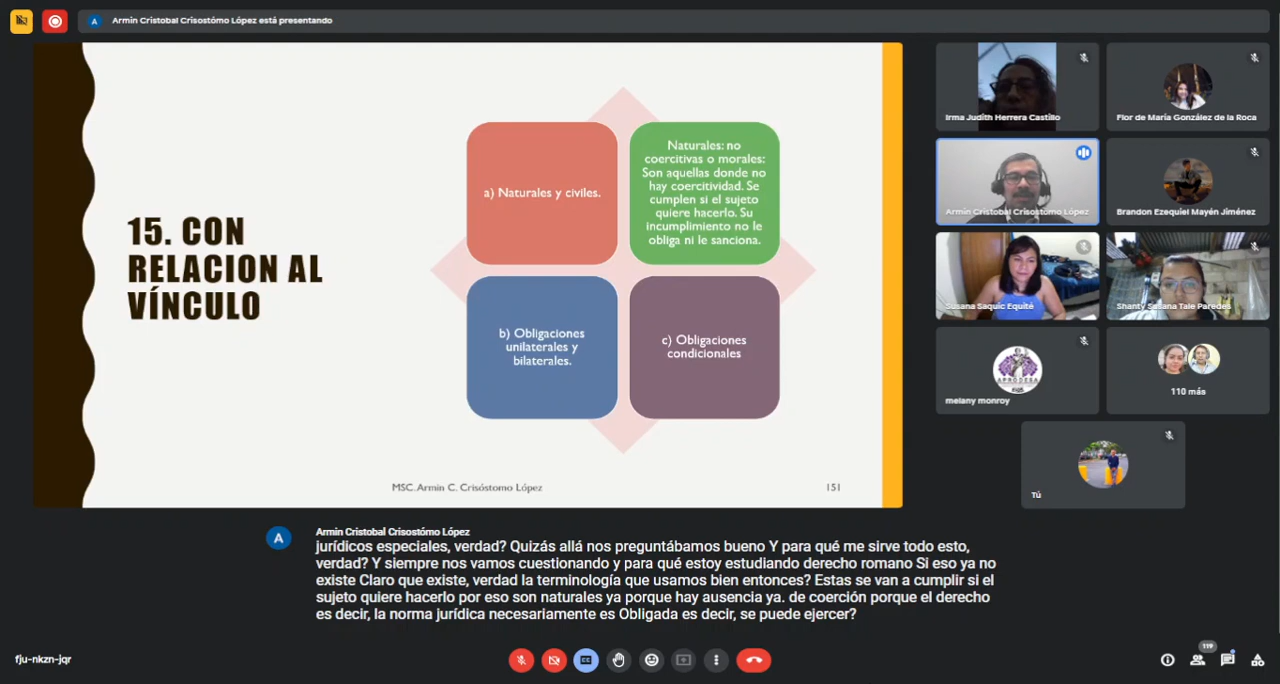 A
Armin Cristobal Crisostómo López está presentando
15. CON
RELACION AL
VÍNCULO
a) Naturales y civiles.
Naturales: no
coercitivas o morales:
Son aquellas donde no
hay coercitividad. Se
cumplen si el sujeto
quiere hacerlo. Su
incumplimiento no le
obliga ni le sanciona.
b) Obligaciones
unilaterales y
bilaterales.
c) Obligaciones
condicionales
MSC. Armin C. Crisóstomo López
151
Irma Judith Herrera Castillo
Flor de María González de la Roca
Armin Cristobal Crisostómo López
Brandon Ezequiel Mayén Jiménez
Susana Saquic Equité
Shanty Susana Tale Paredes
APRODESA
melany monroy
110 más
Tú
A
Armin Cristobal Crisostómo López
jurídicos especiales, verdad? Quizás allá nos preguntábamos bueno Y para qué me sirve todo esto,
verdad? Y siempre nos vamos cuestionando y para qué estoy estudiando derecho romano Si eso ya no
existe Claro que existe, verdad la terminología que usamos bien entonces? Estas se van a cumplir si el
sujeto quiere hacerlo por eso son naturales ya porque hay ausencia ya. de coerción porque el derecho
es decir, la norma jurídica necesariamente es Obligada es decir, se puede ejercer?
fju-nkzn-jqr
CC
119